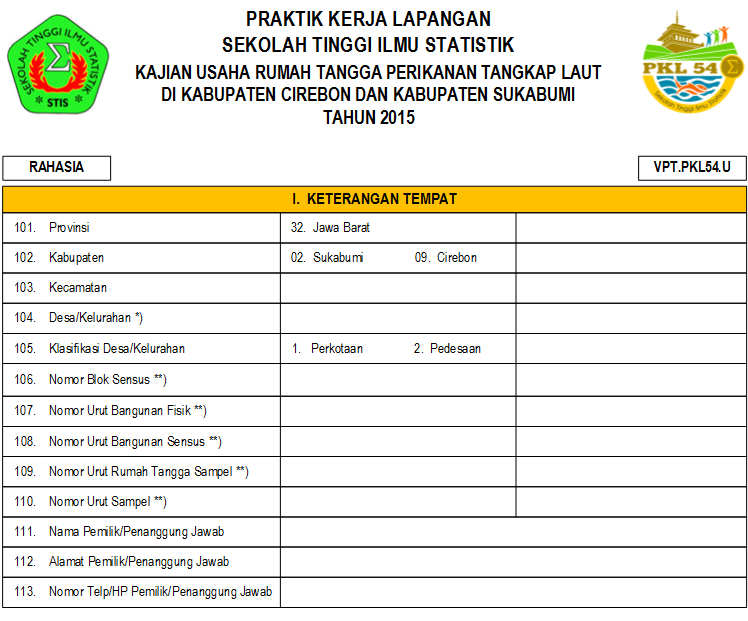 PRAKTIK KERJA LAPANGAN
SEKOLAH TINGGI ILMU STATISTIK
KAJIAN USAHA RUMAH TANGGA PERIKANAN TANGKAP LAUT
DI KABUPATEN CIREBON DAN KABUPATEN SUKABUMI
TAHUN 2015
SEKOLAH TINGGI ILMU STATISTIK
* STIS *
PKL 54
Sekolah Tinggi Ilmu Statistik
RAHASIA
VPT.PKL54.U
I. KETERANGAN TEMPAT
101. Provinsi 32. Jawa Barat
102. Kabupaten 02. Sukabumi 09. Cirebon
103. Kecamatan
104. Desa/Kelurahan *)
105. Klasifikasi Desa/Kelurahan 1. Perkotaan 2. Pedesaan
106. Nomor Blok Sensus **)
107. Nomor Urut Bangunan Fisik **)
108. Nomor Urut Bangunan Sensus **)
109. Nomor Urut Rumah Tangga Sampel **)
110. Nomor Urut Sampel **)
111. Nama Pemilik/Penanggung Jawab
112. Alamat Pemilik/Penanggung Jawab
113. Nomor Telp/HP Pemilik/Penanggung Jawab